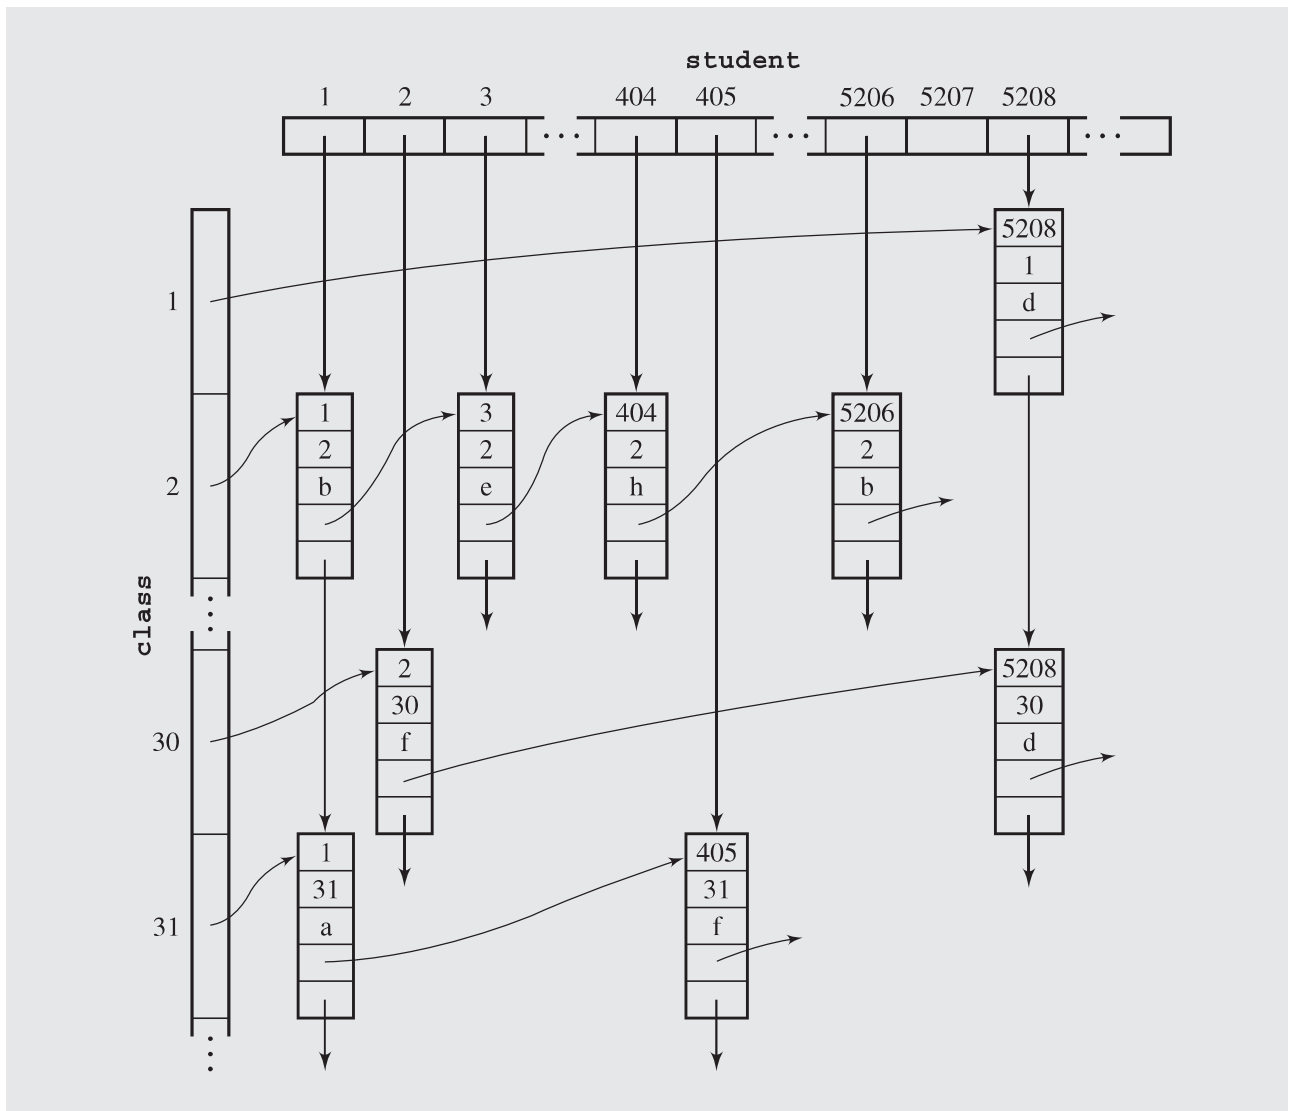 student
1 2 3 ... 404 405 ... 5206 5207 5208 ...
5208
1
1
d
1 3 404 5206
2 2 2 2
2
b e h b
class
2 5208
30 30
30
f d
1 405
31 31
31
a f